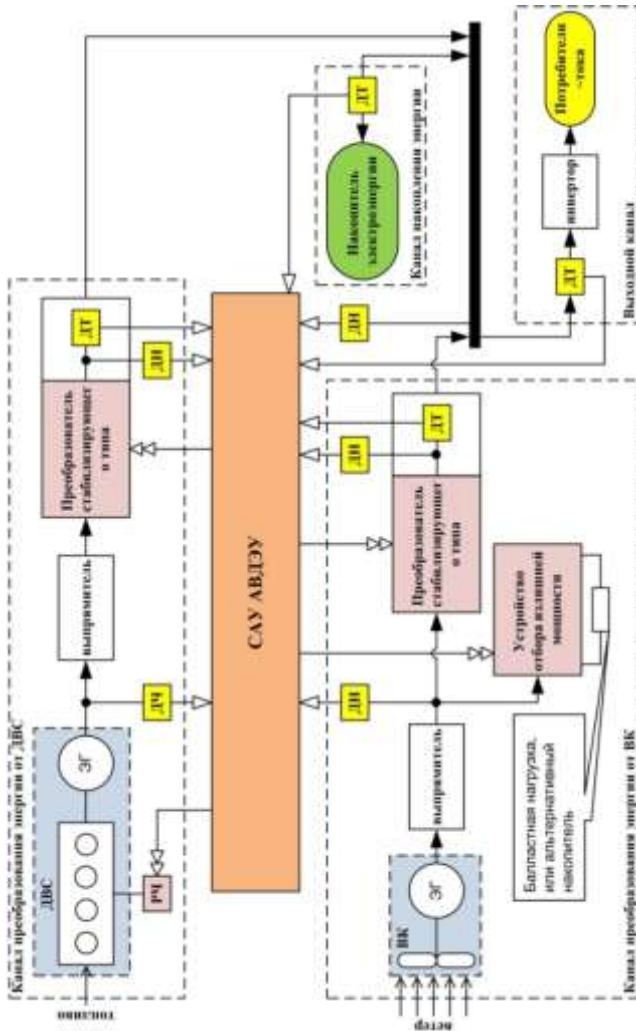 Канал преобразования энергии от ДВС
ДВС
топливо
ЭГ
РЧ
ДЧ
выпрямитель
Преобразователь
стабилизирующег
о типа
ДН
ДТ
САУ АВДЭУ
Накопитель
электроэнергии
ДТ
Канал накопления энергии
ВК
ветер
ЭГ
выпрямитель
ДН
Преобразователь
стабилизирующег
о типа
ДН
ДТ
ДН
Устройство
отбора излишней
мощности
Балластная нагрузка,
или альтернативный
накопитель
Канал преобразования энергии от ВК
ДТ
инвертор
Потребители
~тока
Выходной канал